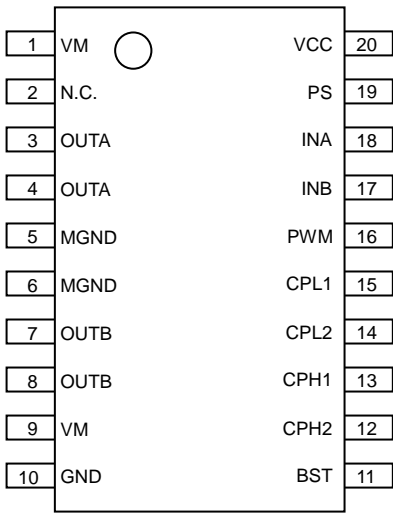 1 VM VCC 20
2 N.C. PS 19
3 OUTA INA 18
4 OUTA INB 17
5 MGND PWM 16
6 MGND CPL1 15
7 OUTB CPL2 14
8 OUTB CPH1 13
9 VM CPH2 12
10 GND BST 11